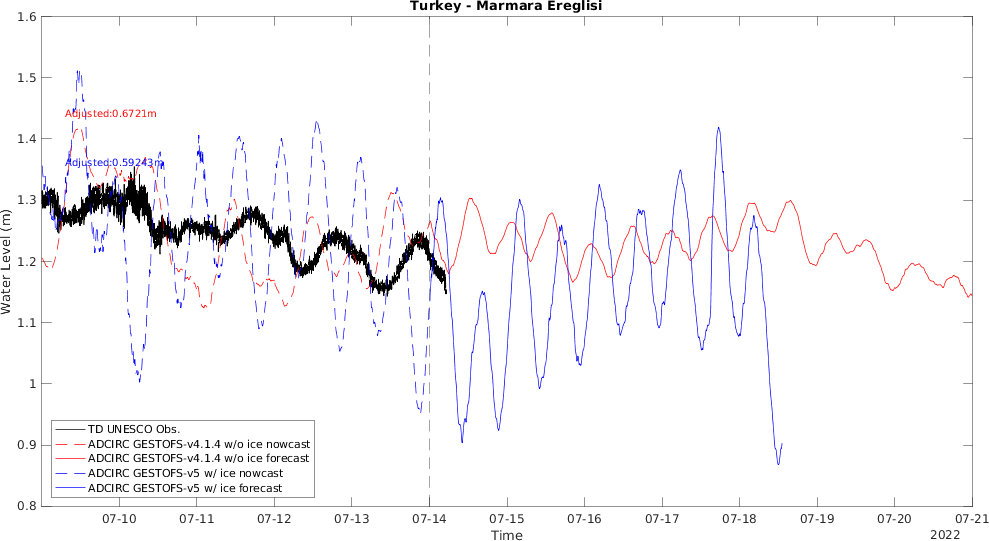 Turkey - Marmara Ereglisi
Water Level (m)
1.6
1.5
1.4
1.3
1.2
1.1
1
0.9
0.8
Adjusted:0.6721m
Adjusted:0.59243m
TD UNESCO Obs.
ADCIRC GESTOFS-v4.1.4 w/o ice nowcast
ADCIRC GESTOFS-v4.1.4 w/o ice forecast
ADCIRC GESTOFS-v5 w/ ice nowcast
ADCIRC GESTOFS-v5 w/ ice forecast
07-10 07-11 07-12 07-13 07-14 07-15 07-16 07-17 07-18 07-19 07-20 07-21
2022
Time